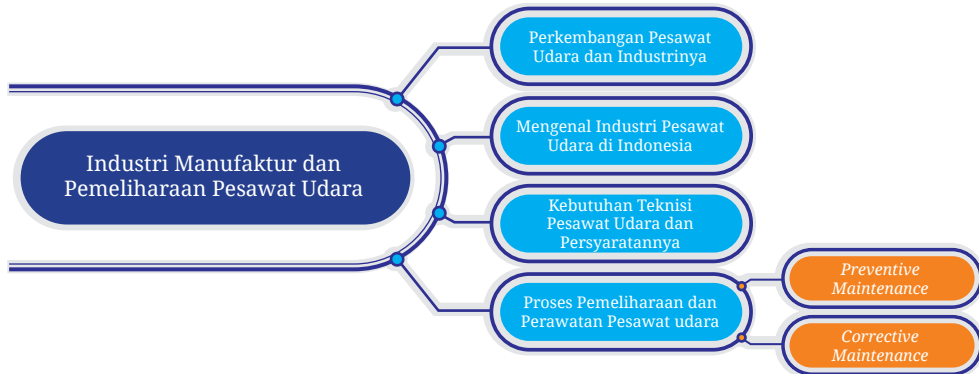 Industri Manufaktur dan
Pemeliharaan Pesawat Udara
Perkembangan Pesawat
Udara dan Industrinya
Mengenal Industri Pesawat
Udara di Indonesia
Kebutuhan Teknisi
Pesawat Udara dan
Persyaratannya
Proses Pemeliharaan dan
Perawatan Pesawat udara
Preventive
Maintenance
Corrective
Maintenance